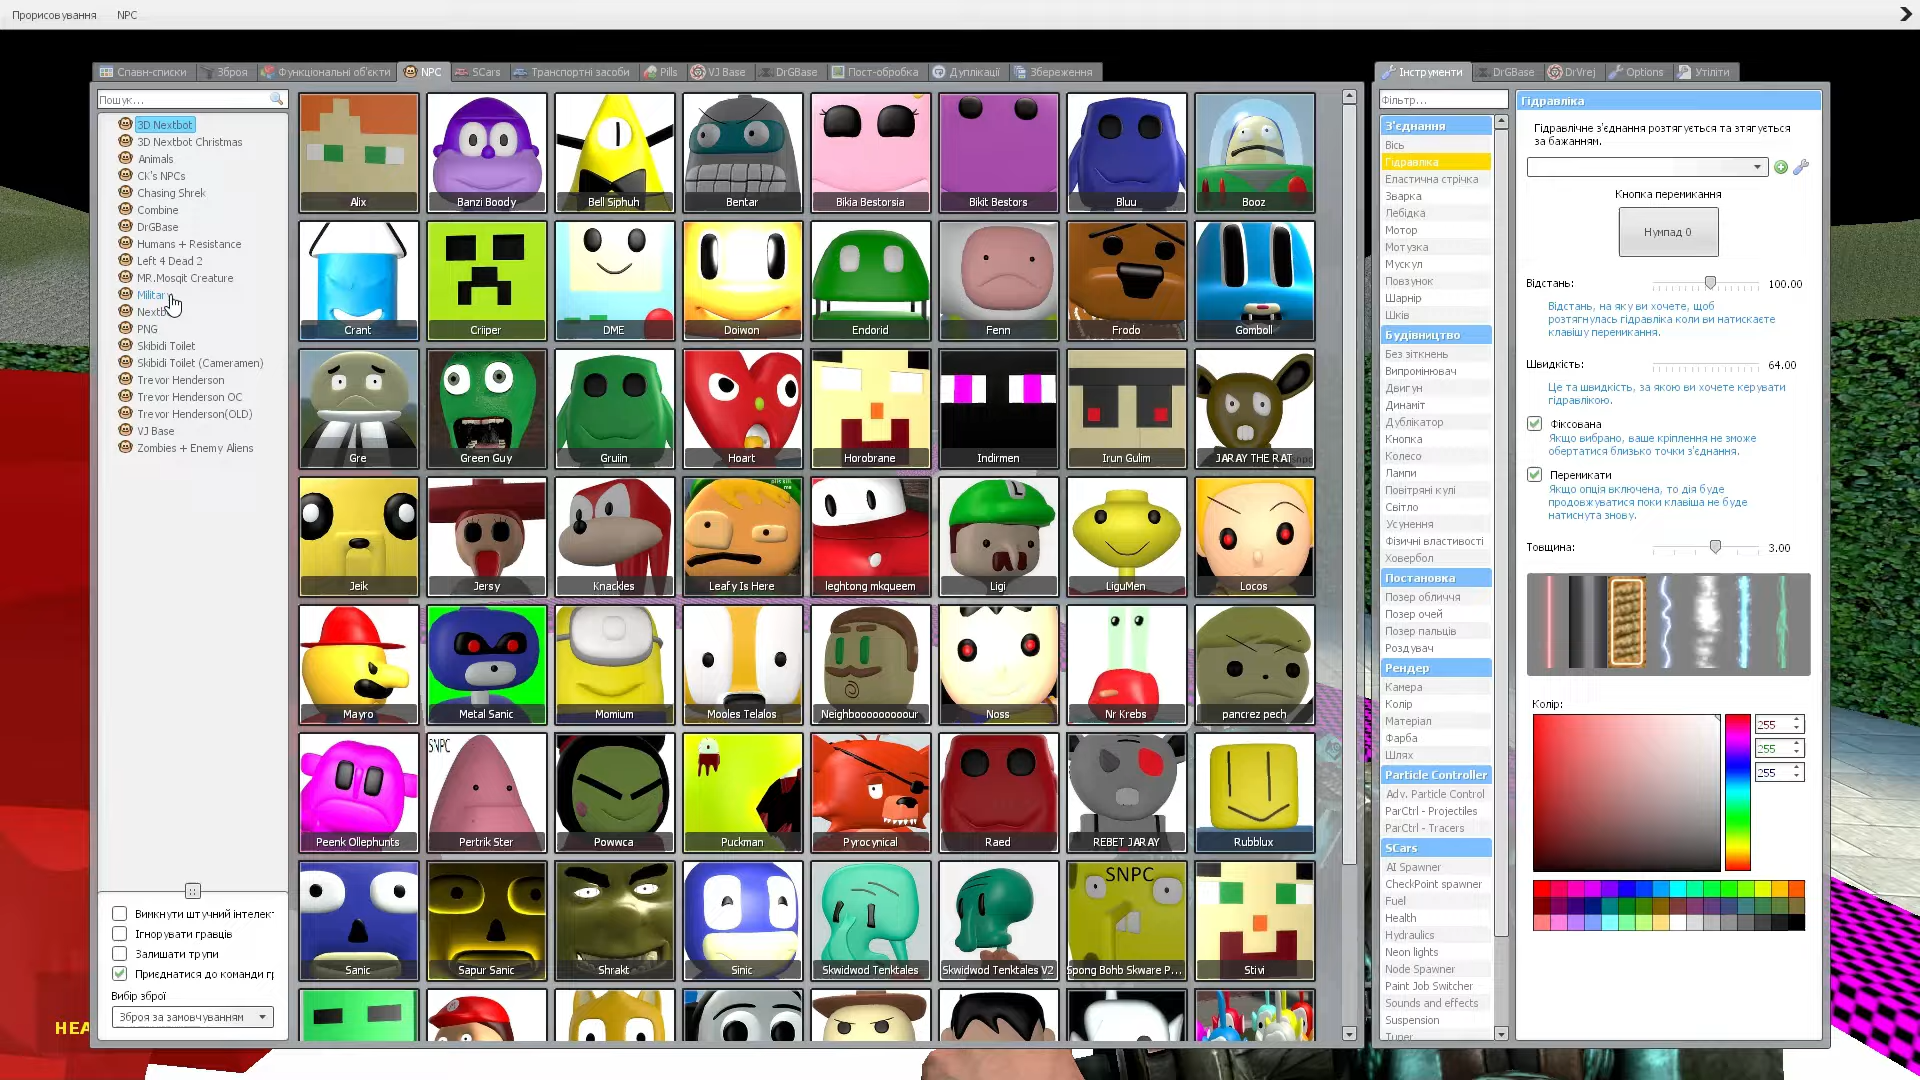 Прорисовування NPC
Спавн-списки Зброя Функціональні об'єкти NPC SCars Транспортні засоби Pills VJ Base DrGBase Пост-обробка Дуплікації Збереження
Пошук...
3D Nextbot
3D Nextbot Christmas
Animals
CK's NPCs
Chasing Shrek
Combine
DrGBase
Humans + Resistance
Left 4 Dead 2
MR.Mosqit Creature
Military
PNG
Skibidi Toilet
Skibidi Toilet (Cameramen)
Trevor Henderson
Trevor Henderson OC
Trevor Henderson(OLD)
VJ Base
Zombies + Enemy Aliens
Вимкнути штучний інтелект
Ігнорувати гравців
Залишати трупи
Приєднатися до команди гр
Вибір зброї
Зброя за замовчуванням
Alix Banzi Boody Bell Siphuh Bentar Bikia Bestorsia Bikit Bestors Bluu Booz
Crant Criiper DME Doiwon Endorid Fenn Frodo Gomboll
Gre Green Guy Gruiin Hoart Horobrane Indirmen Irun Gulim JARAY THE RAT
Jeik Jersy Knackles Leafy Is Here leghtong mkqueem Ligi LiguMen Locos
Mayro Metal Sanic Momium Mooles Telalos Neighboooooooour Noss Nr Krebs pancrez pech
SNPC
Peenk Ollephunts Pertrik Ster Powwca Puckman Pyrocynical Raed REBET JARAY Rubblux
SNPC
Sanic Sapur Sanic Shrakt Sinic Skwidwod Tenktales Skwidwod Tenktales V2 Spong Bohb Skware P... Stivi
HEA
Інструменти DrGBase DrVrej Options Утиліти
Фільтр...
З'єднання
Вісь
Гідравліка
Еластична стрічка
Зварка
Лебідка
Мотор
Мотузка
Мускул
Повзунок
Шарнір
Шків
Будівництво
Без зіткнень
Випромінювач
Двигун
Динаміт
Дублікатор
Кнопка
Колесо
Лампи
Повітряні кулі
Світло
Усунення
Фізичні властивості
Ховербол
Постановка
Позер обличчя
Позер очей
Позер пальців
Роздувач
Рендер
Камера
Колір
Матеріал
Фарба
Шлях
Particle Controller
Adv. Particle Control
ParCtrl - Projectiles
ParCtrl - Tracers
SCars
AI Spawner
CheckPoint spawner
Fuel
Health
Hydraulics
Neon lights
Node Spawner
Paint Job Switcher
Sounds and effects
Suspension
Tuner
Гідравліка
Гідравлічне з'єднання розтягується та зтягується
за бажанням.
Кнопка перемикання
Нумпад 0
Відстань: 100.00
Відстань, на яку ви хочете, щоб
розтягнулась гідравліка коли ви натискаєте
клавішу перемикання.
Швидкість: 64.00
Це та швидкість, за якою ви хочете керувати
гідравлікою.
Фіксована
Якщо вибрано, ваше кріплення не зможе
обертатися близько точки з'єднання.
Перемикати
Якщо опція включена, то дія буде
продовжуватися поки клавіша не буде
натиснута знову.
Товщина: 3.00
Колір:
255
255
255